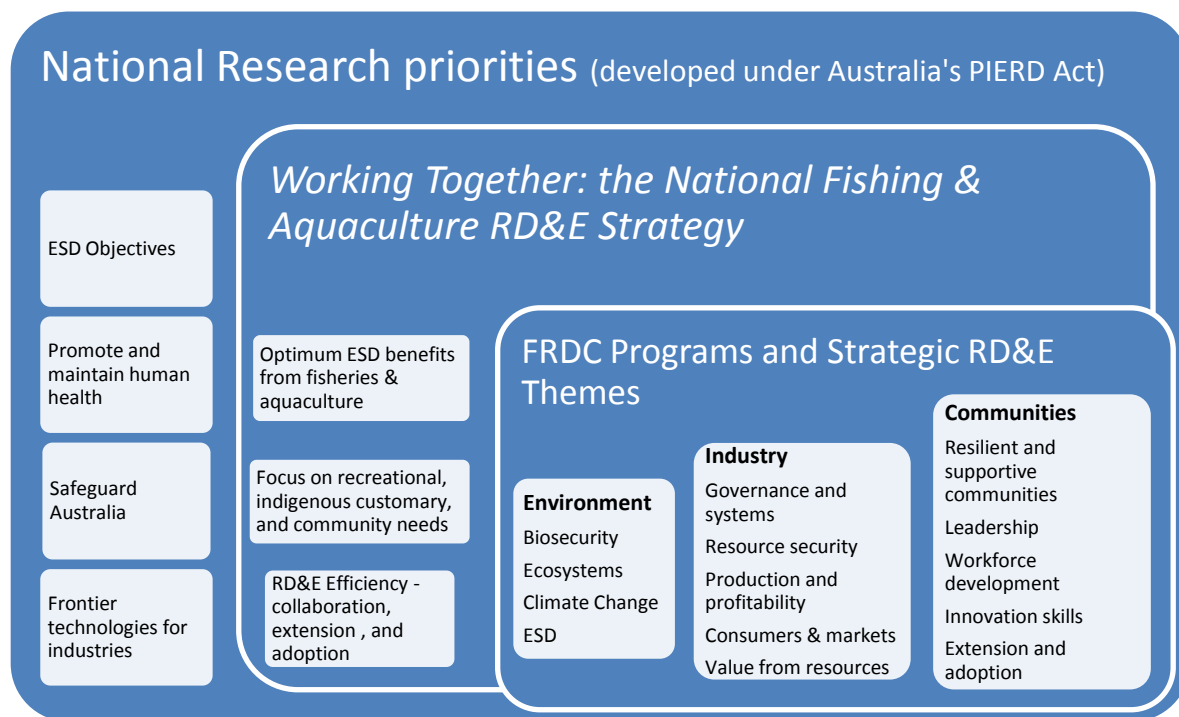 National Research priorities (developed under Australia's PIERD Act)
Working Together: the National Fishing &
Aquaculture RD&E Strategy
ESD Objectives
Promote and
maintain human
health
Safeguard
Australia
Frontier
technologies for
industries
Optimum ESD benefits
from fisheries &
aquaculture
Focus on recreational,
indigenous customary,
and community needs
RD&E Efficiency -
collaboration,
extension , and
adoption
FRDC Programs and Strategic RD&E
Themes
Environment
Biosecurity
Ecosystems
Climate Change
ESD
Industry
Governance and
systems
Resource security
Production and
profitability
Consumers & markets
Value from resources
Communities
Resilient and
supportive
communities
Leadership
Workforce
development
Innovation skills
Extension and
adoption